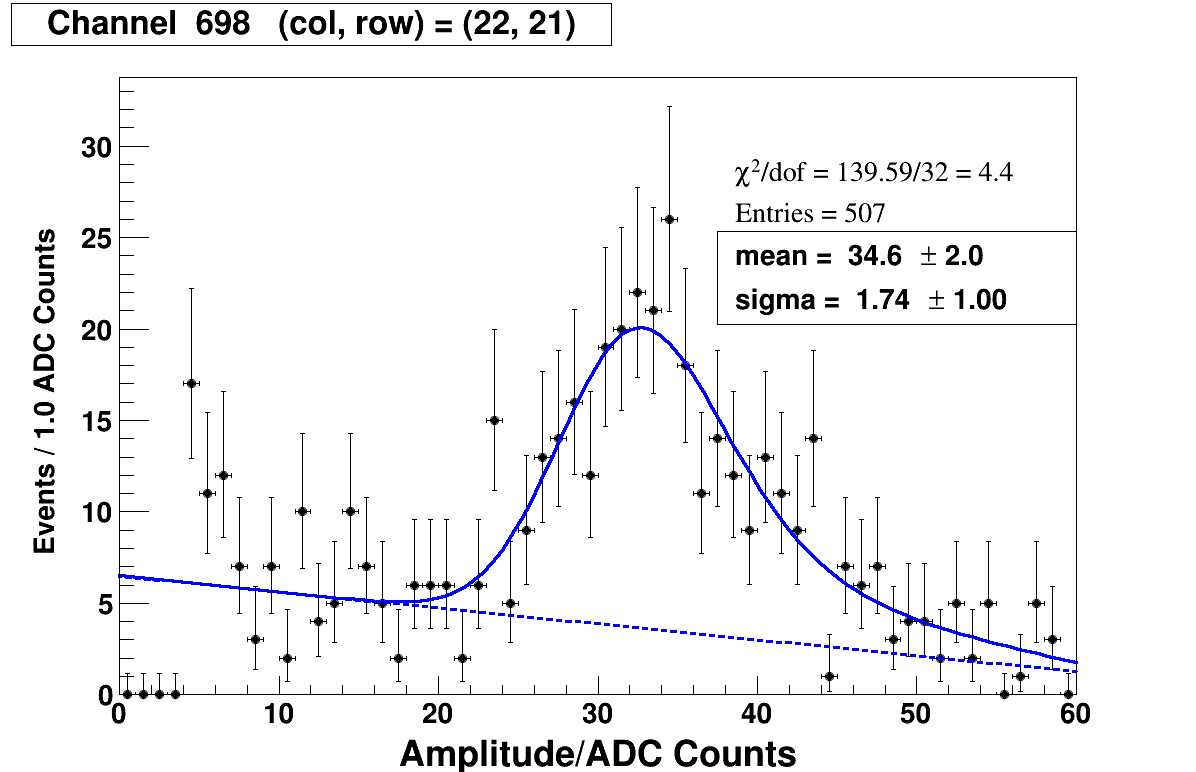 Channel 698 (col, row) = (22, 21)
χ²/dof = 139.59/32 = 4.4
Entries = 507
mean = 34.6 ± 2.0
sigma = 1.74 ± 1.00
Events / 1.0 ADC Counts
30
25
20
15
10
5
0
0 10 20 30 40 50 60
Amplitude/ADC Counts